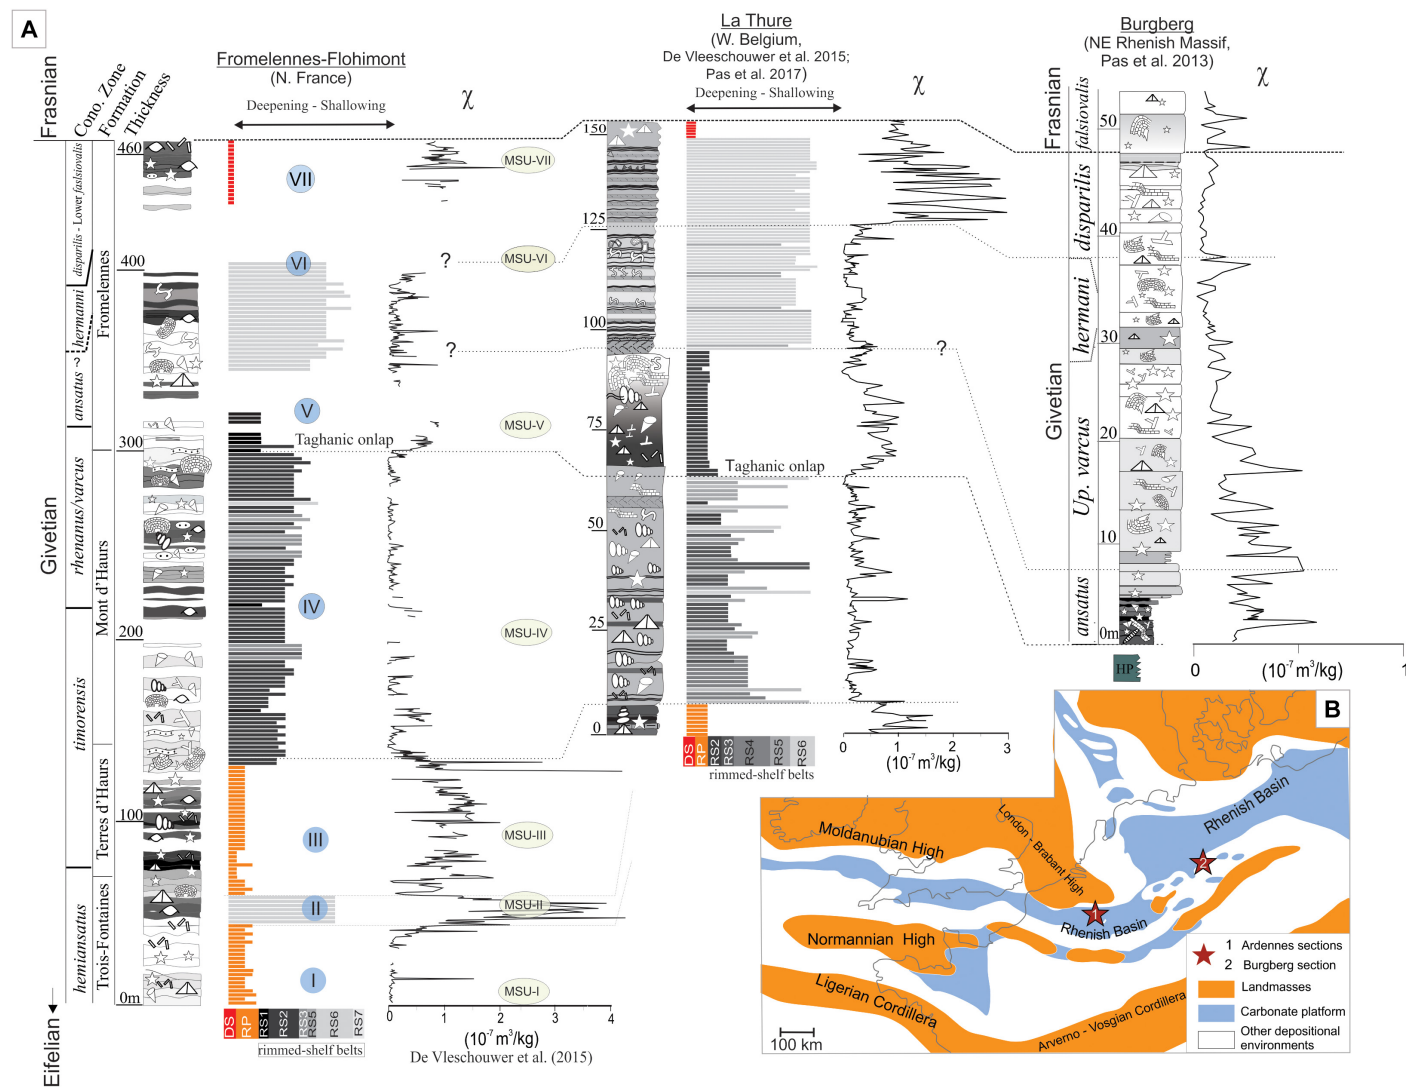 A
Fromelennes-Flohimont
(N. France)
Deepening - Shallowing
χ
La Thure
(W. Belgium,
De Vleeschouwer et al. 2015;
Pas et al. 2017)
Deepening - Shallowing
χ
Burgberg
(NE Rhenish Massif,
Pas et al. 2013)
χ
Frasnian
Cono. Zone
Formation
Thickness
Givetian
Eifelian
disparilis - Lower faslsiovalis
hermanni
ansatus ?
rhenanus/varcus
timorensis
hemiansatus
Fromelennes
Mont d'Haurs
Terres d'Haurs
Trois-Fontaines
460
400
300
200
100
0m
VII
VI
V
Taghanic onlap
IV
III
II
I
DS
RP
RS1
RS2
RS3
RS5
RS6
RS7
rimmed-shelf belts
0 1 2 3 4
(10-7 m3/kg)
De Vleschouwer et al. (2015)
?
?
MSU-VII
MSU-VI
MSU-V
MSU-IV
MSU-III
MSU-II
MSU-I
150
125
100
75
50
25
0
Taghanic onlap
?
DS
RP
RS2
RS3
RS4
RS5
RS6
rimmed-shelf belts
0 1 2 3
(10-7 m3/kg)
Frasnian
Givetian
falsiovalis
disparilis
hermani
Up. varcus
ansatus
50
40
30
20
10
0m
HP
0 (10-7 m3/kg) 1
B
Moldanubian High
London - Brabant High
Rhenish Basin
2
1
Rhenish Basin
Normannian High
Ligerian Cordillera
Arverno - Vosgian Cordillera
100 km
1 Ardennes sections
2 Burgberg section
Landmasses
Carbonate platform
Other depositional
environments